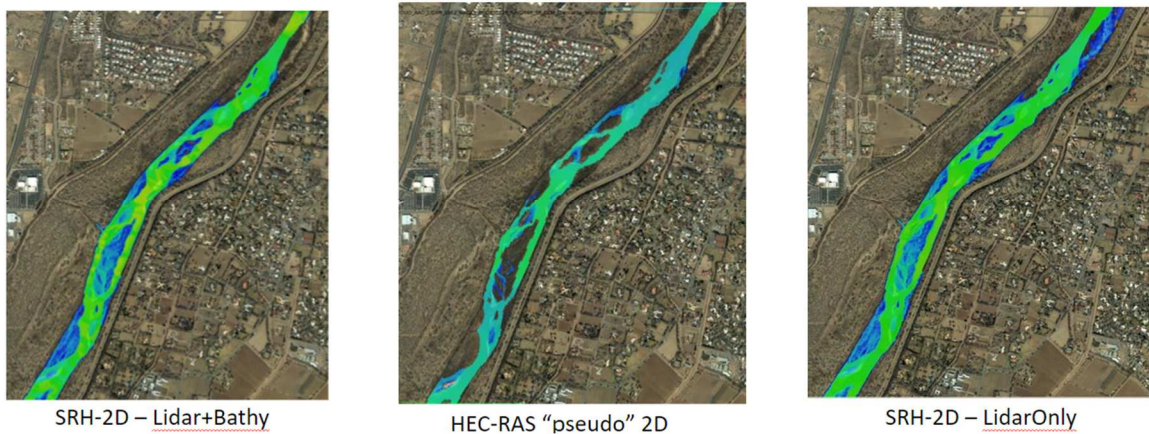 SRH-2D – Lidar+Bathy
HEC-RAS “pseudo” 2D
SRH-2D – LidarOnly